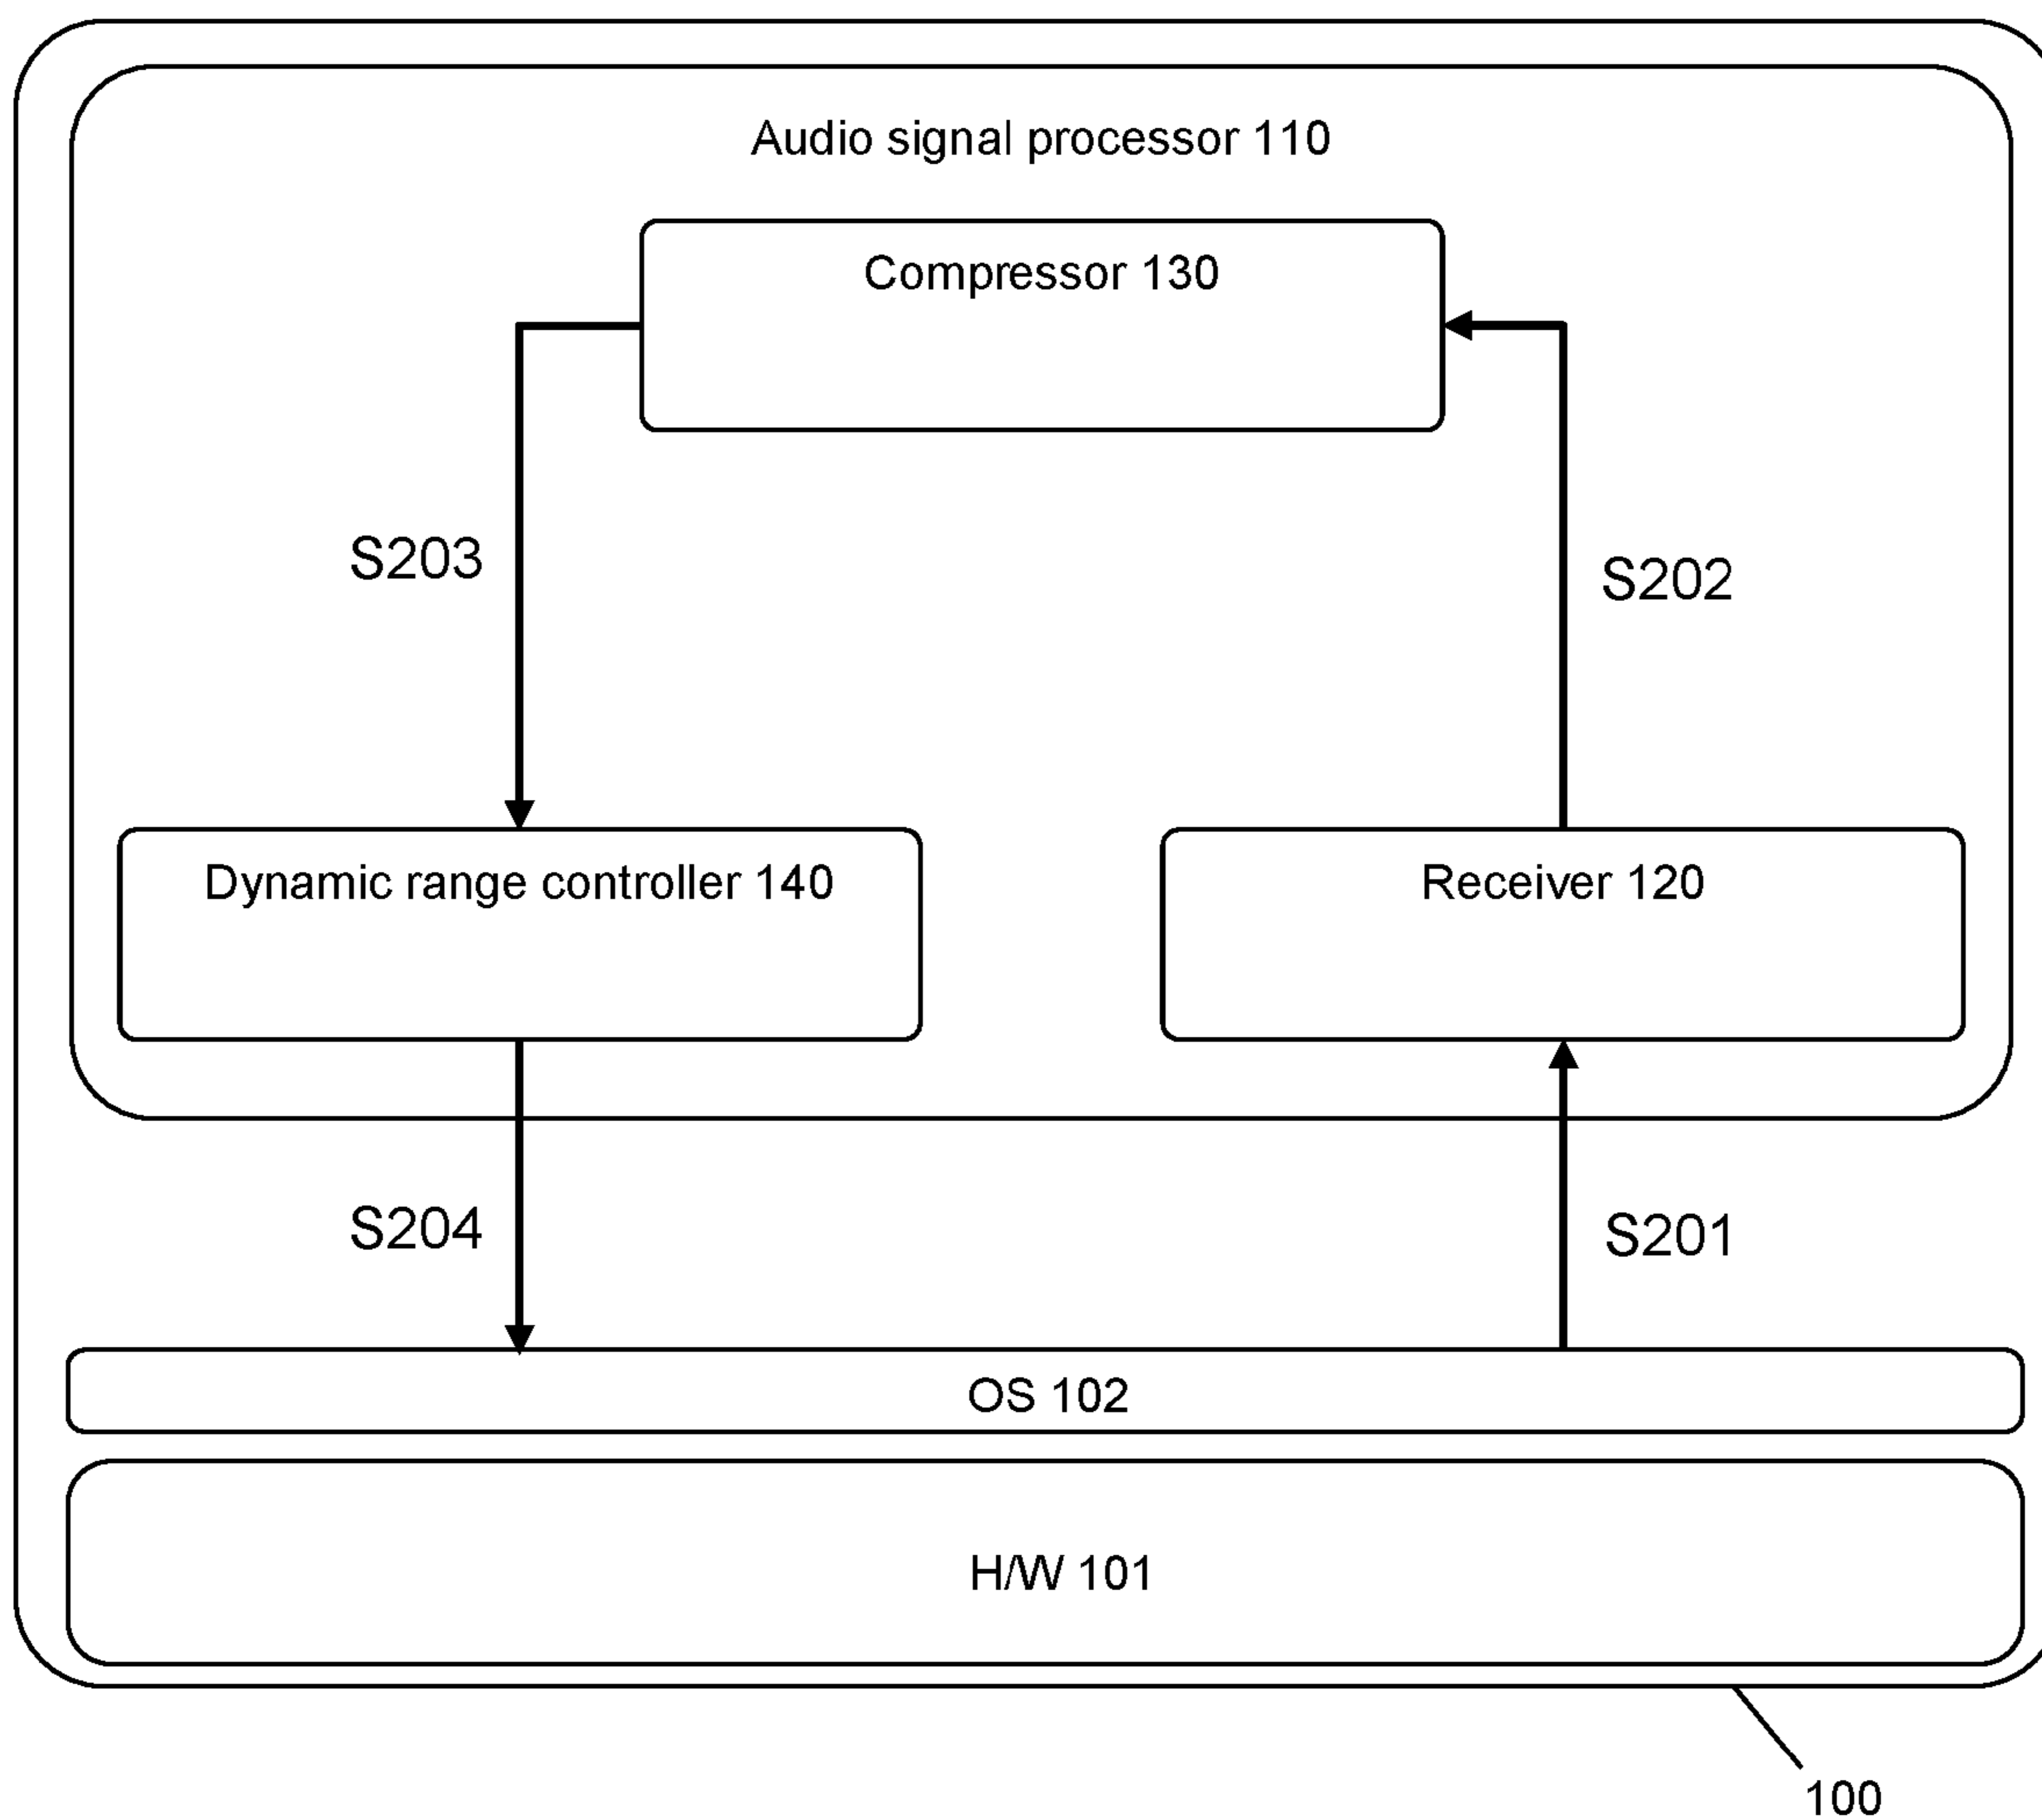 Audio signal processor 110
Compressor 130
S203
S202
Dynamic range controller 140
Receiver 120
S204
S201
OS 102
H/W 101
100